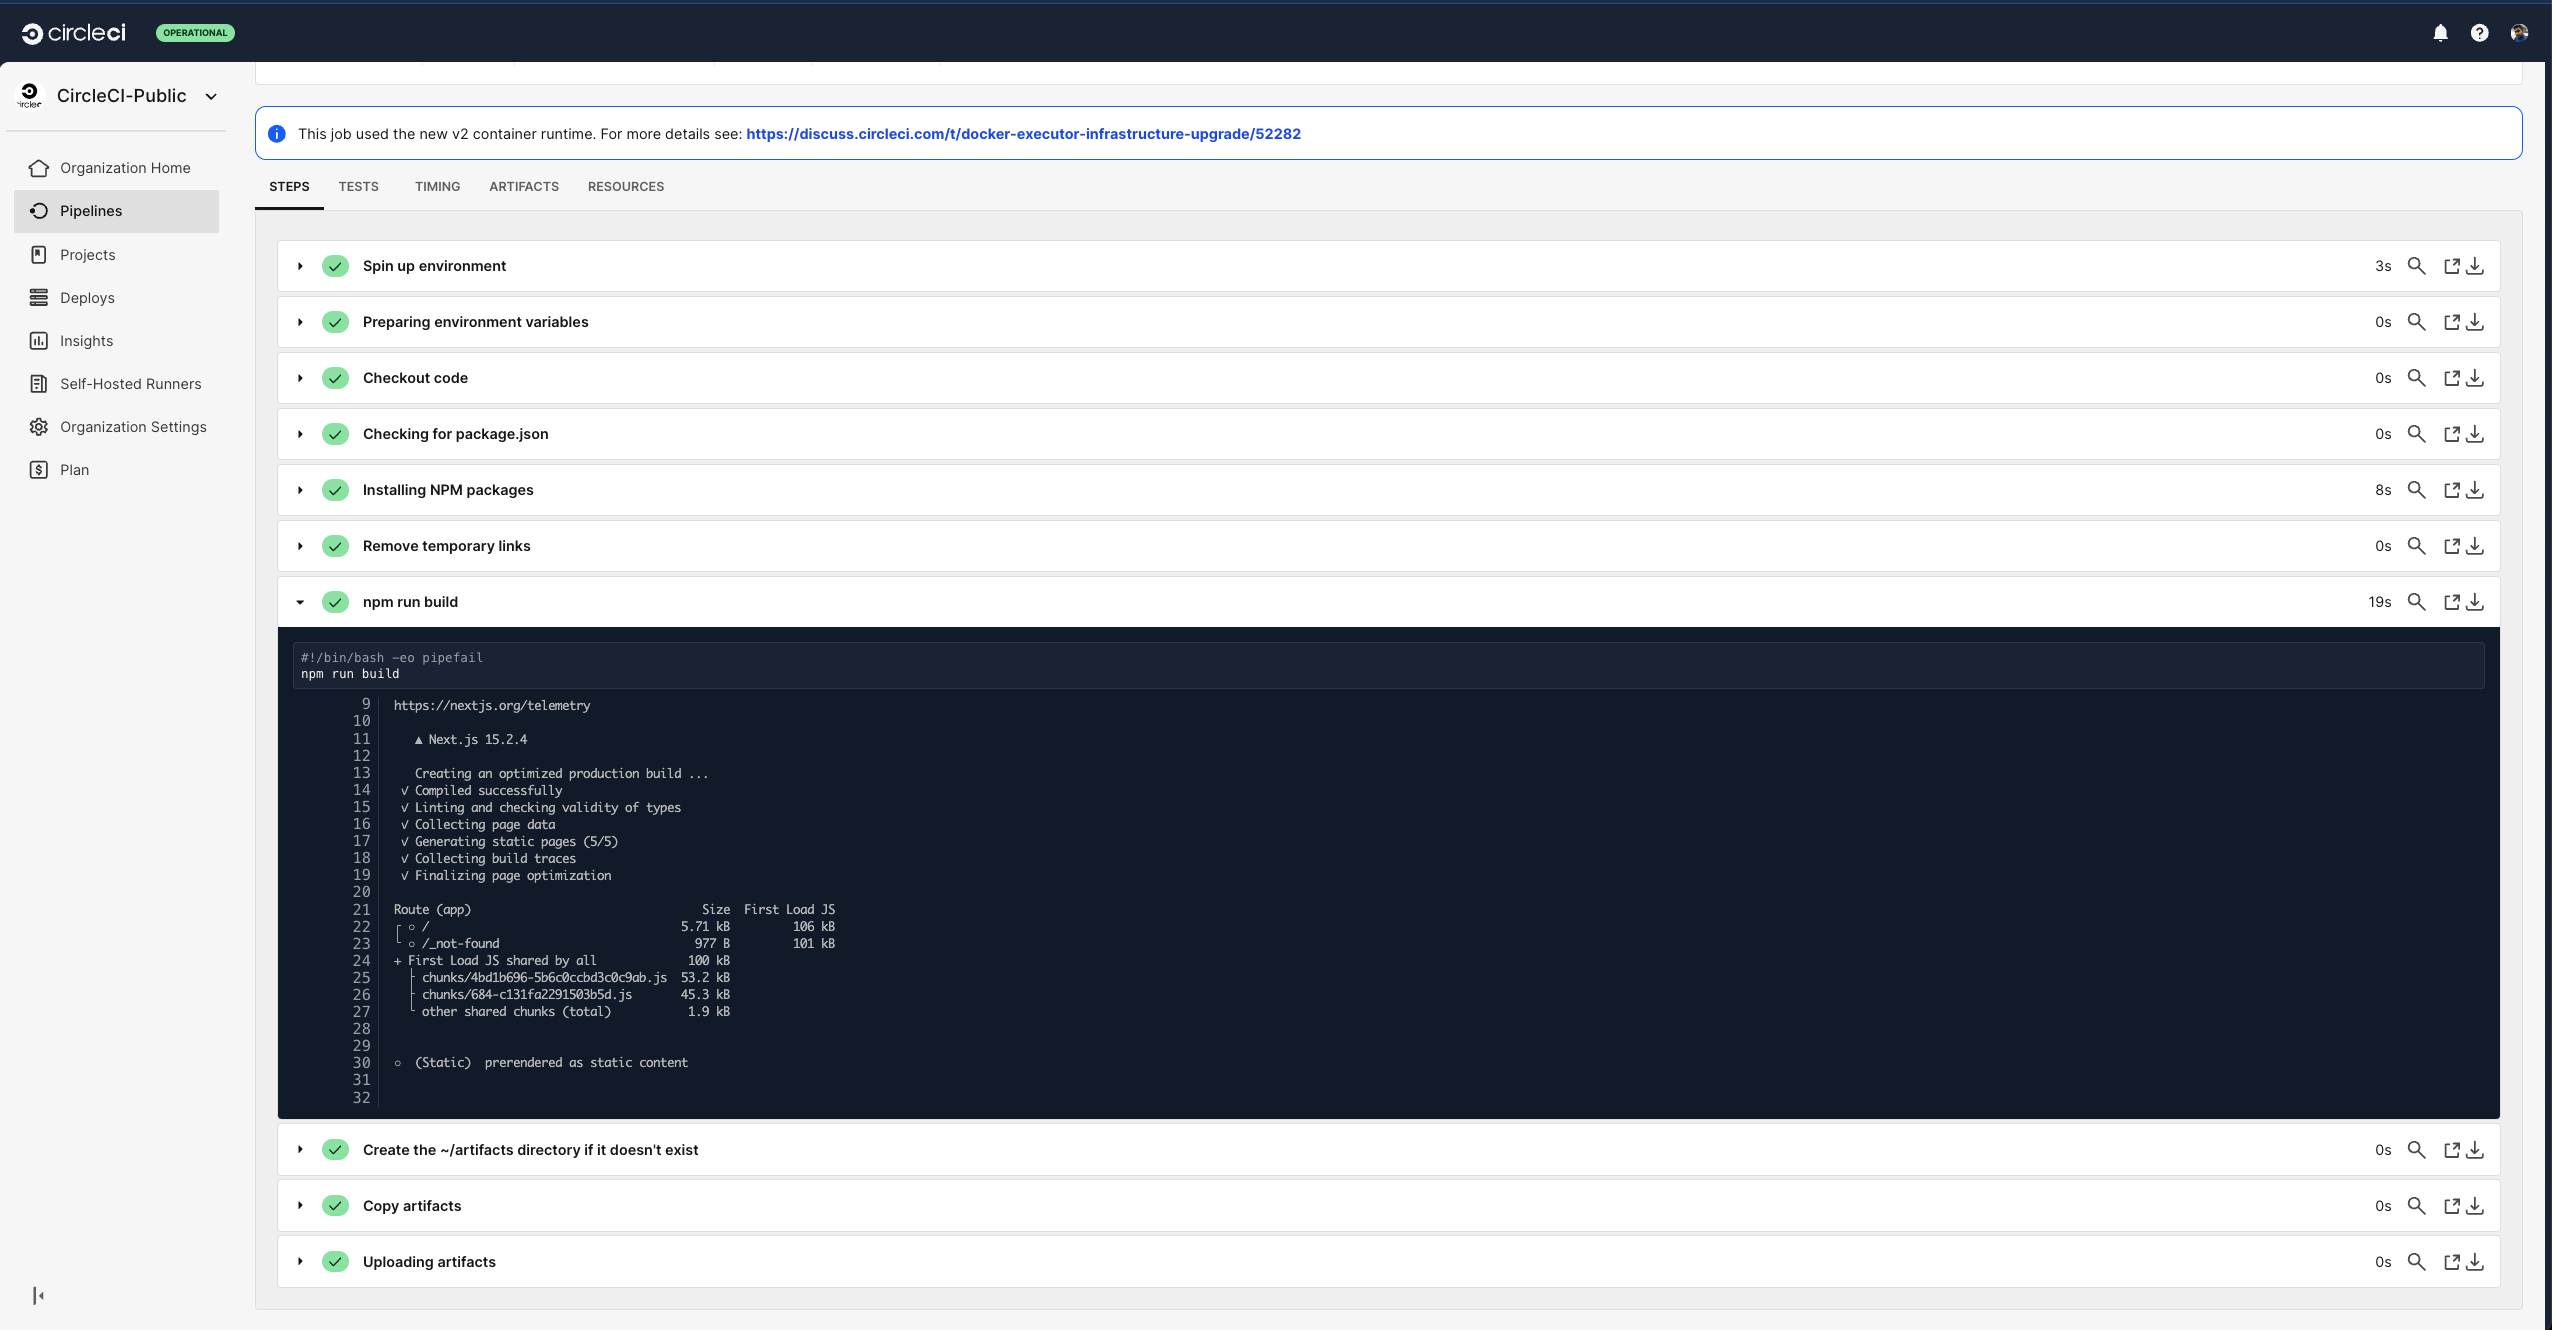 circleci OPERATIONAL
CircleCI-Public
Organization Home
Pipelines
Projects
Deploys
Insights
Self-Hosted Runners
Organization Settings
Plan
This job used the new v2 container runtime. For more details see: https://discuss.circleci.com/t/docker-executor-infrastructure-upgrade/52282
STEPS TESTS TIMING ARTIFACTS RESOURCES
Spin up environment 3s
Preparing environment variables 0s
Checkout code 0s
Checking for package.json 0s
Installing NPM packages 8s
Remove temporary links 0s
npm run build 19s
#!/bin/bash -eo pipefail
npm run build
9 https://nextjs.org/telemetry
10
11 ▲ Next.js 15.2.4
12
13 Creating an optimized production build ...
14 √ Compiled successfully
15 √ Linting and checking validity of types
16 √ Collecting page data
17 √ Generating static pages (5/5)
18 √ Collecting build traces
19 √ Finalizing page optimization
20
21 Route (app) Size First Load JS
22 ┌ ○ / 5.71 kB 106 kB
23 └ ○ /_not-found 977 B 101 kB
24 + First Load JS shared by all 100 kB
25 ├ chunks/4bd1b696-5b6c0ccbd3c0c9ab.js 53.2 kB
26 ├ chunks/684-c131fa2291503b5d.js 45.3 kB
27 └ other shared chunks (total) 1.9 kB
28
29
30 ○ (Static) prerendered as static content
31
32
Create the ~/artifacts directory if it doesn't exist 0s
Copy artifacts 0s
Uploading artifacts 0s